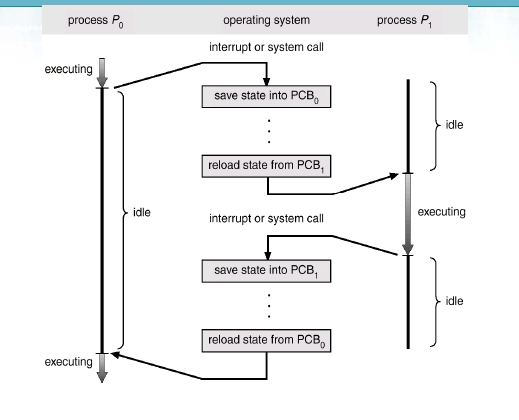 process P0 operating system process P1
interrupt or system call
executing
save state into PCB0
idle
reload state from PCB1
idle
interrupt or system call
executing
save state into PCB1
idle
reload state from PCB0
executing